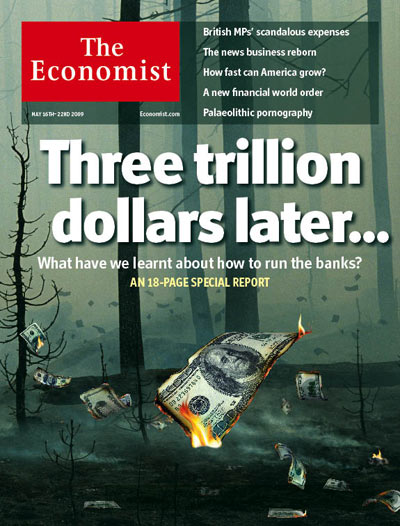 The
Economist
British MPs' scandalous expenses
The news business reborn
How fast can America grow?
A new financial world order
Palaeolithic pornography
MAY 16TH–22ND 2009
Economist.com
Three trillion
dollars later...
What have we learnt about how to run the banks?
AN 18-PAGE SPECIAL REPORT